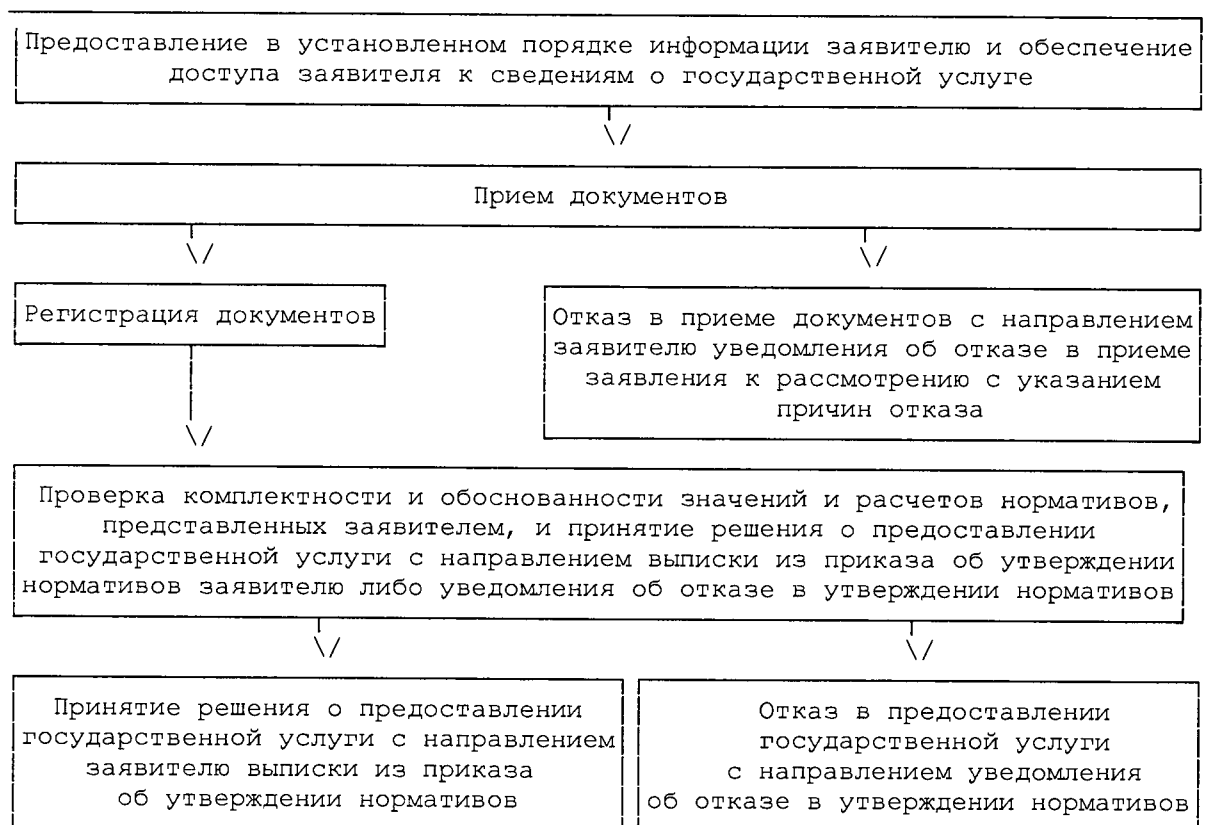 Предоставление в установленном порядке информации заявителю и обеспечение
доступа заявителя к сведениям о государственной услуге
Прием документов
Регистрация документов
Отказ в приеме документов с направлением
заявителю уведомления об отказе в приеме
заявления к рассмотрению с указанием
причин отказа
Проверка комплектности и обоснованности значений и расчетов нормативов,
представленных заявителем, и принятие решения о предоставлении
государственной услуги с направлением выписки из приказа об утверждении
нормативов заявителю либо уведомления об отказе в утверждении нормативов
Принятие решения о предоставлении
государственной услуги с направлением
заявителю выписки из приказа
об утверждении нормативов
Отказ в предоставлении
государственной услуги
с направлением уведомления
об отказе в утверждении нормативов